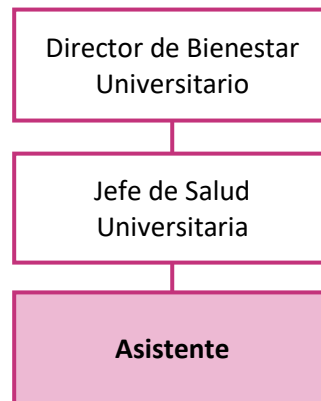 Director de Bienestar
Universitario
Jefe de Salud
Universitaria
Asistente